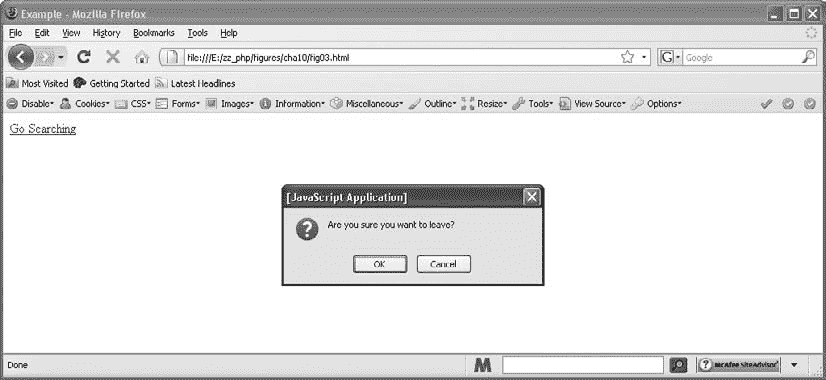 Example - Mozilla Firefox
File Edit View History Bookmarks Tools Help
file:///E:/zz_php/figures/cha10/fig03.html
G Google
Most Visited Getting Started Latest Headlines
Disable Cookies CSS Forms Images Information Miscellaneous Outline Resize Tools View Source Options
Go Searching
[JavaScript Application]
Are you sure you want to leave?
OK Cancel
Done
McAfee SiteAdvisor